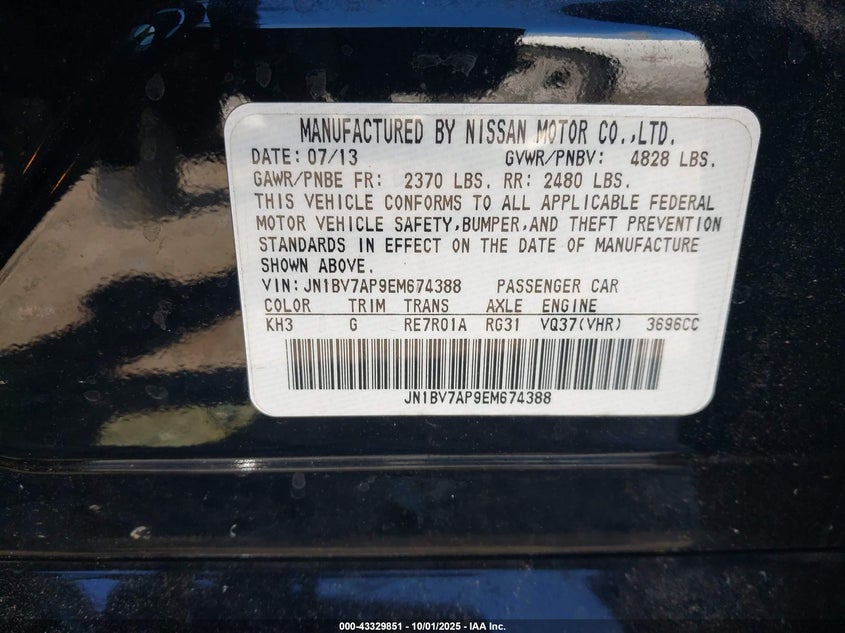 MANUFACTURED BY NISSAN MOTOR CO.,LTD.
DATE: 07/13 GVWR/PNBV: 4828 LBS.
GAWR/PNBE FR: 2370 LBS. RR: 2480 LBS.
THIS VEHICLE CONFORMS TO ALL APPLICABLE FEDERAL
MOTOR VEHICLE SAFETY,BUMPER,AND THEFT PREVENTION
STANDARDS IN EFFECT ON THE DATE OF MANUFACTURE
SHOWN ABOVE.
VIN: JN1BV7AP9EM674388 PASSENGER CAR
COLOR TRIM TRANS AXLE ENGINE
KH3 G RE7R01A RG31 VQ37(VHR) 3696CC
JN1BV7AP9EM674388
000-43329851 - 10/01/2025 - IAA Inc.